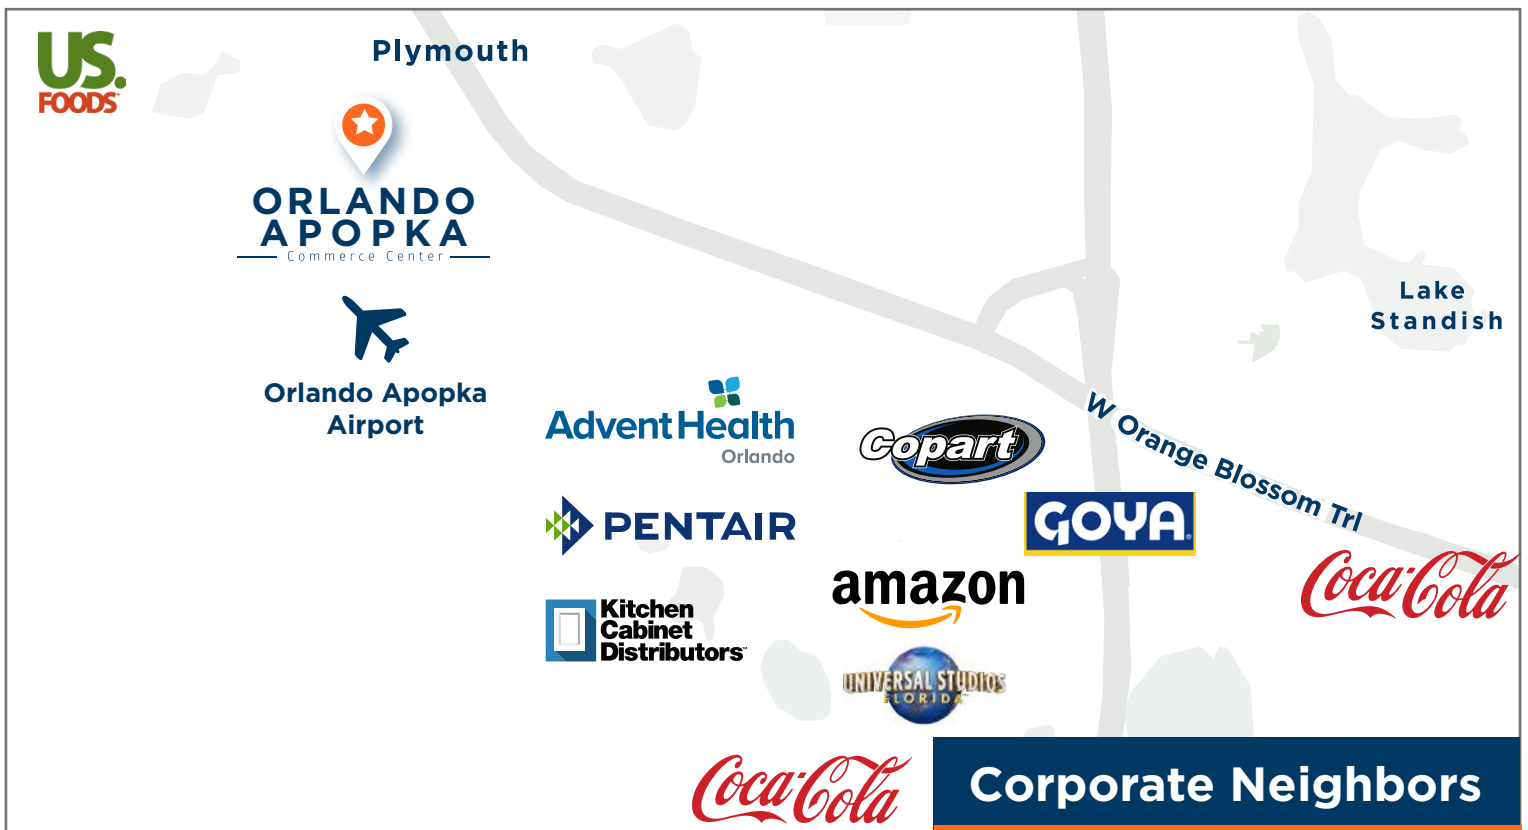 US.
FOODS
Plymouth
ORLANDO
APOPKA
Commerce Center
Orlando Apopka
Airport
Lake
Standish
AdventHealth
Orlando
Copart
W Orange Blossom Trl
PENTAIR
GOYA
amazon
Coca-Cola
Kitchen
Cabinet
Distributors™
UNIVERSAL STUDIOS
FLORIDA
Coca-Cola
Corporate Neighbors